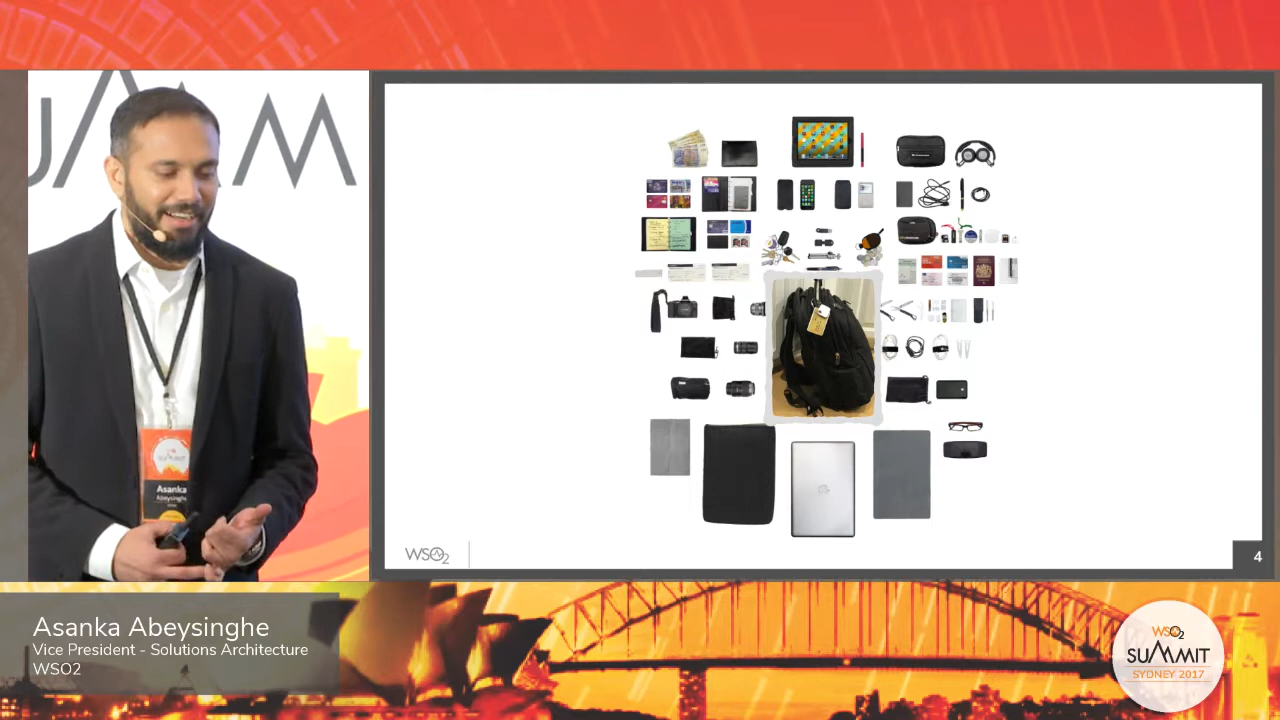 WSO2
4
Asanka
Abeysinghe
Asanka Abeysinghe
Vice President - Solutions Architecture
WSO2
WSO2
SUMMIT
SYDNEY 2017